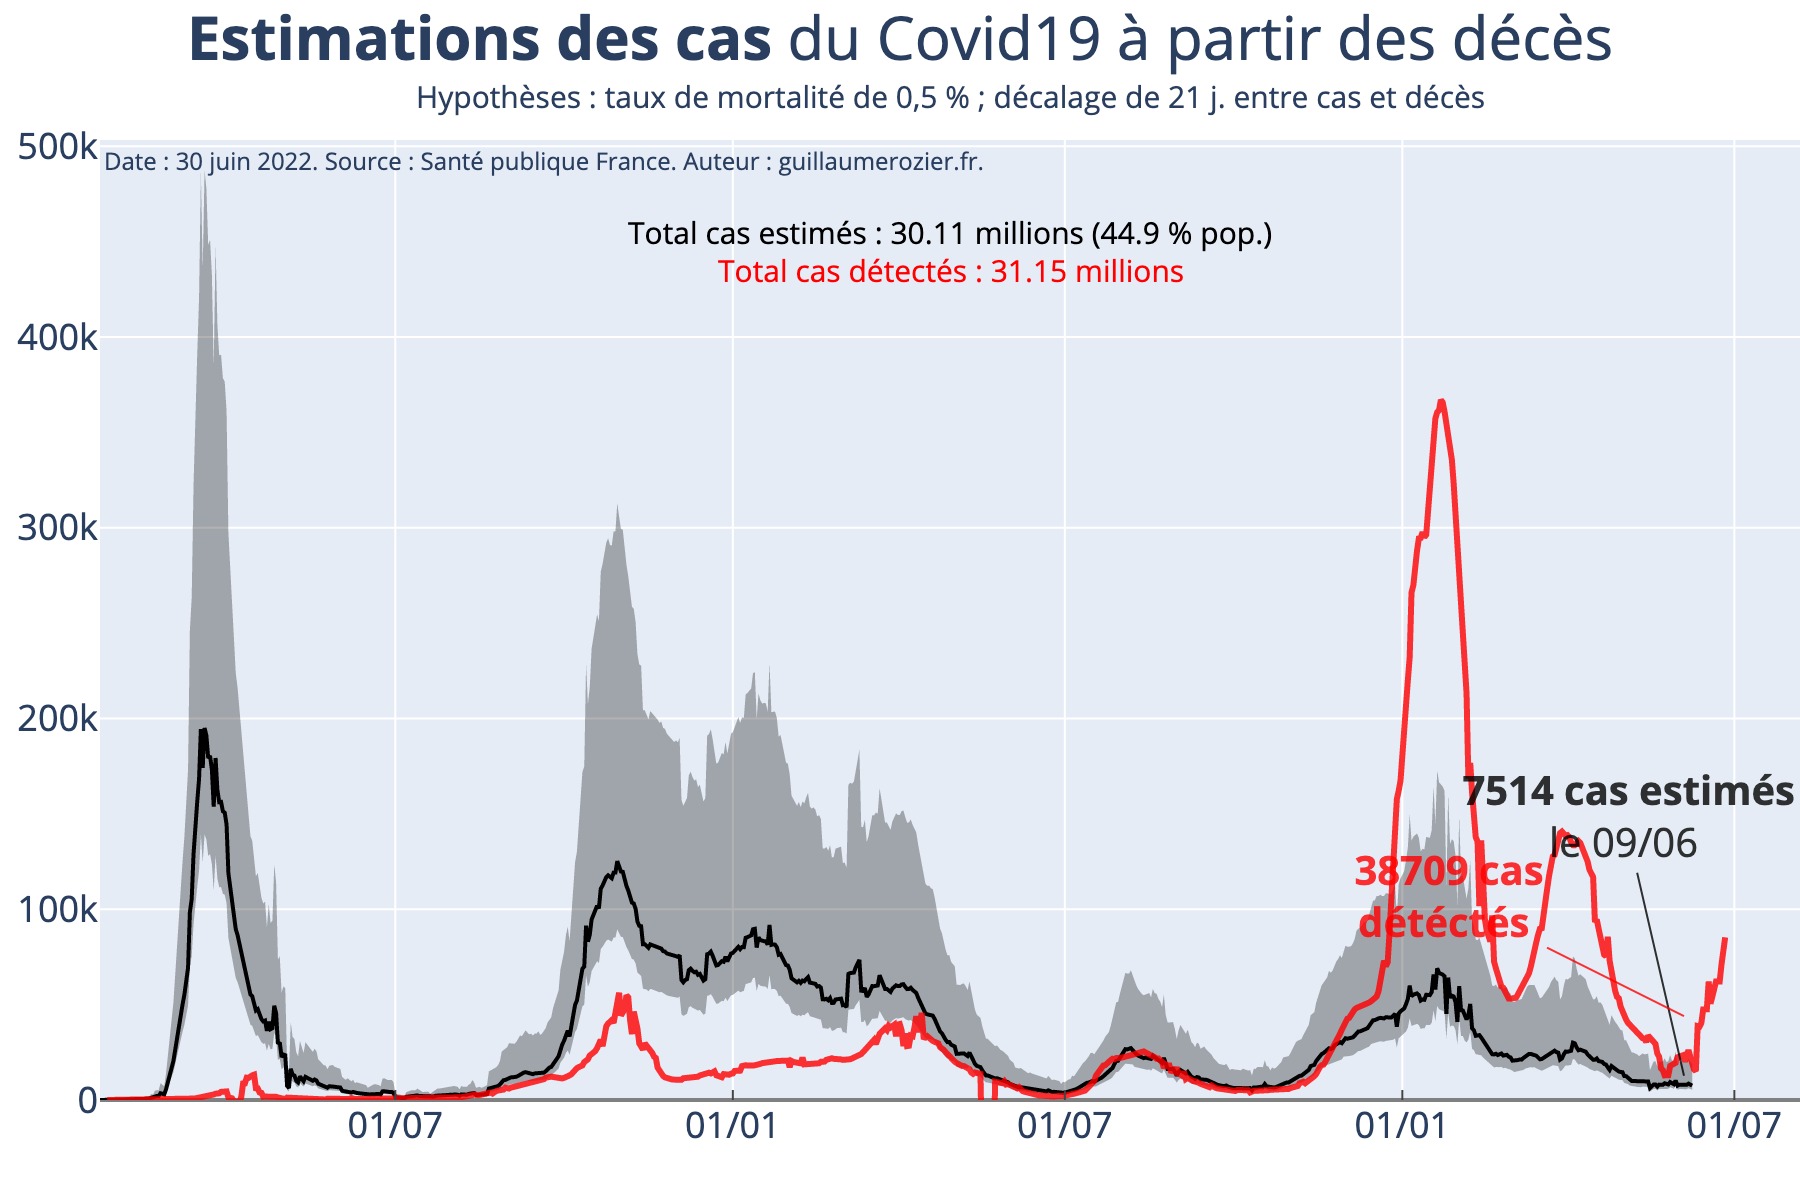 Estimations des cas du Covid19 à partir des décès
Hypothèses : taux de mortalité de 0,5 % ; décalage de 21 j. entre cas et décès
500k
Date : 30 juin 2022. Source : Santé publique France. Auteur : guillaumerozier.fr.
Total cas estimés : 30.11 millions (44.9 % pop.)
Total cas détectés : 31.15 millions
400k
300k
200k
7514 cas estimés
le 09/06
38709 cas
détéctés
100k
0
01/07
01/01
01/07
01/01
01/07